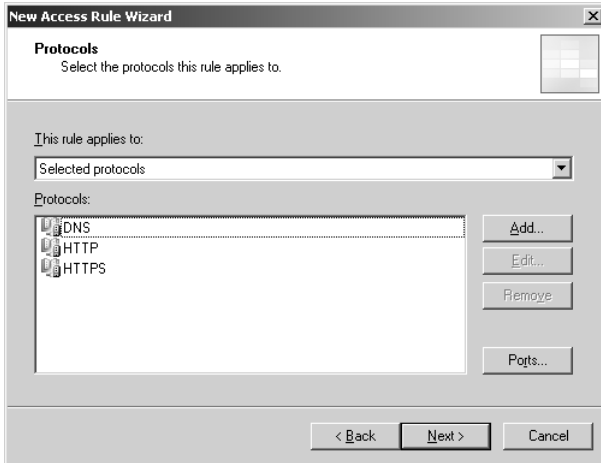 New Access Rule Wizard
Protocols
Select the protocols this rule applies to.
This rule applies to:
Selected protocols
Protocols:
DNS
HTTP
HTTPS
Add...
Edit...
Remove
Ports...
< Back
Next >
Cancel